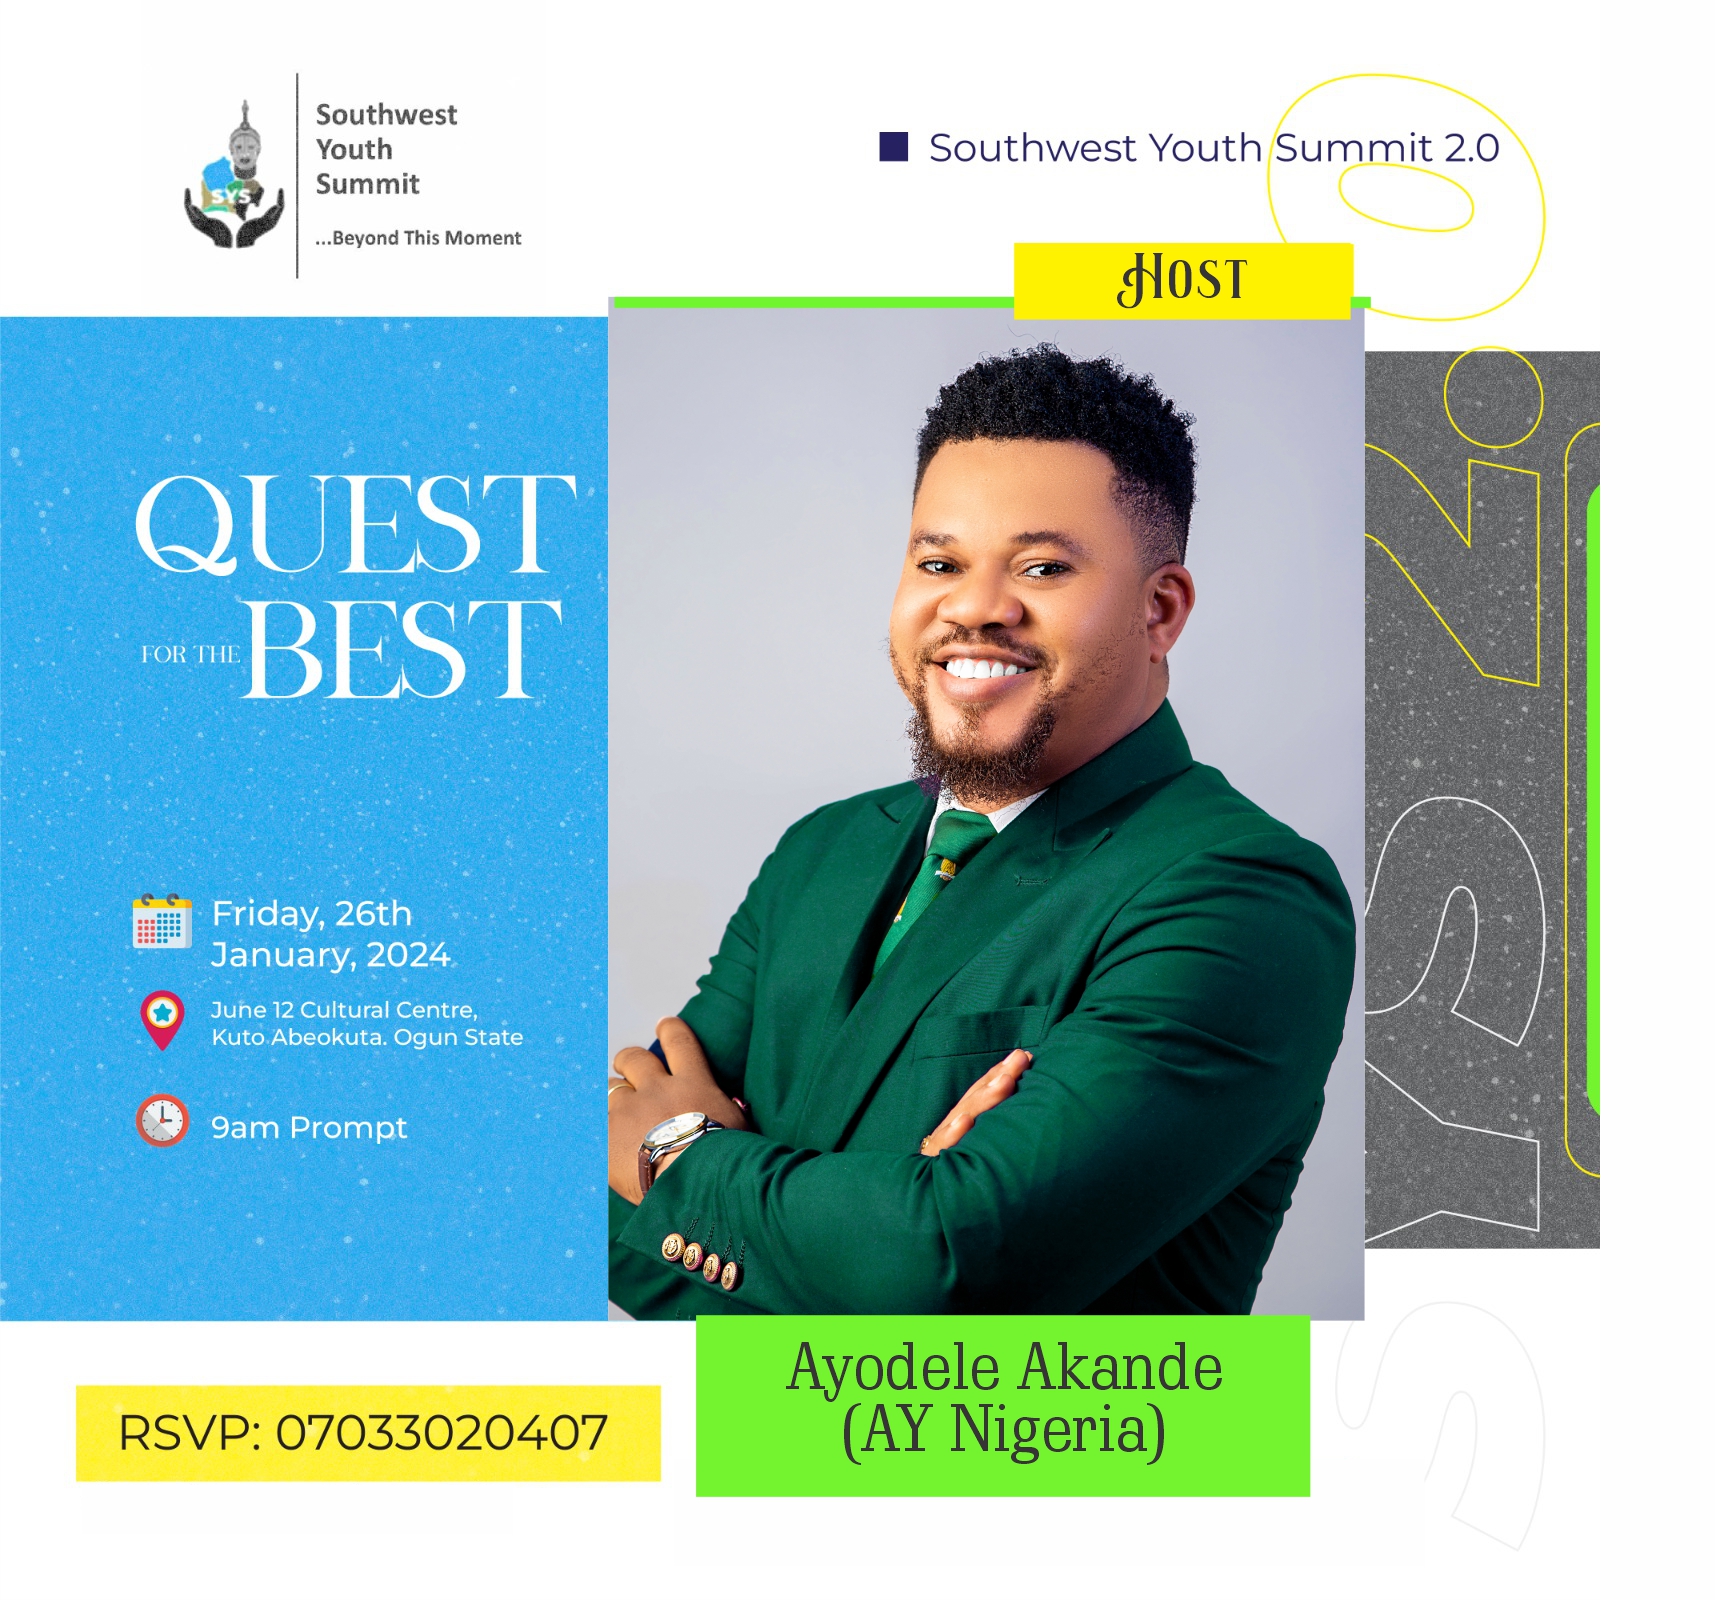 Southwest
Youth
Summit
...Beyond This Moment
SYS
Southwest Youth Summit 2.0
HOST
QUEST
FOR THE BEST
Friday, 26th
January, 2024
June 12 Cultural Centre,
Kuto Abeokuta. Ogun State
9am Prompt
SYS 2.0
RSVP: 07033020407
Ayodele Akande
(AY Nigeria)